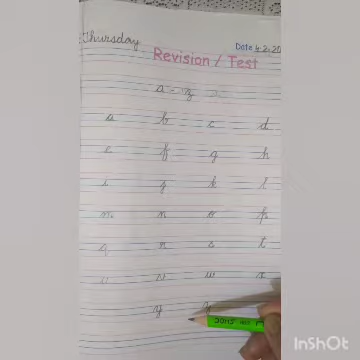 Thursday
Date 4.2.20
Revision / Test
a - z
a b c d
e f g h
i j k l
m n o p
q r s t
u v w x
y z
InShOt